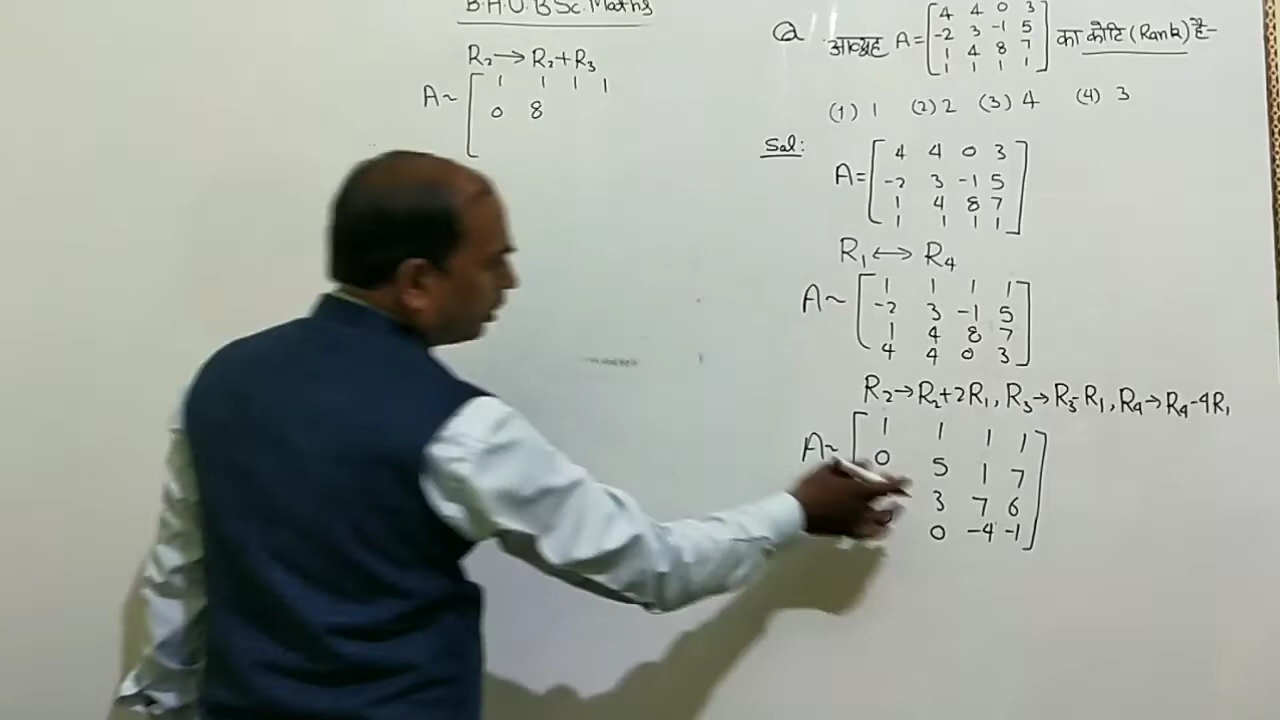 B.H.U.BSc.Maths
R₂→R₂+R₃
A~[1 1 1 1
0 8
Q आव्यूह A=[4 4 0 3
-2 3 -1 5
1 4 8 7
1 1 1 1] का कोटि (Rank) है-
(1) 1 (2) 2 (3) 4 (4) 3
Sol:
A=[4 4 0 3
-2 3 -1 5
1 4 8 7
1 1 1 1]
R₁↔R₄
A~[1 1 1 1
-2 3 -1 5
1 4 8 7
4 4 0 3]
R₂→R₂+2R₁, R₃→R₃-R₁, R₄→R₄-4R₁
A~[1 1 1 1
0 5 1 7
3 7 6
0 -4 -1]